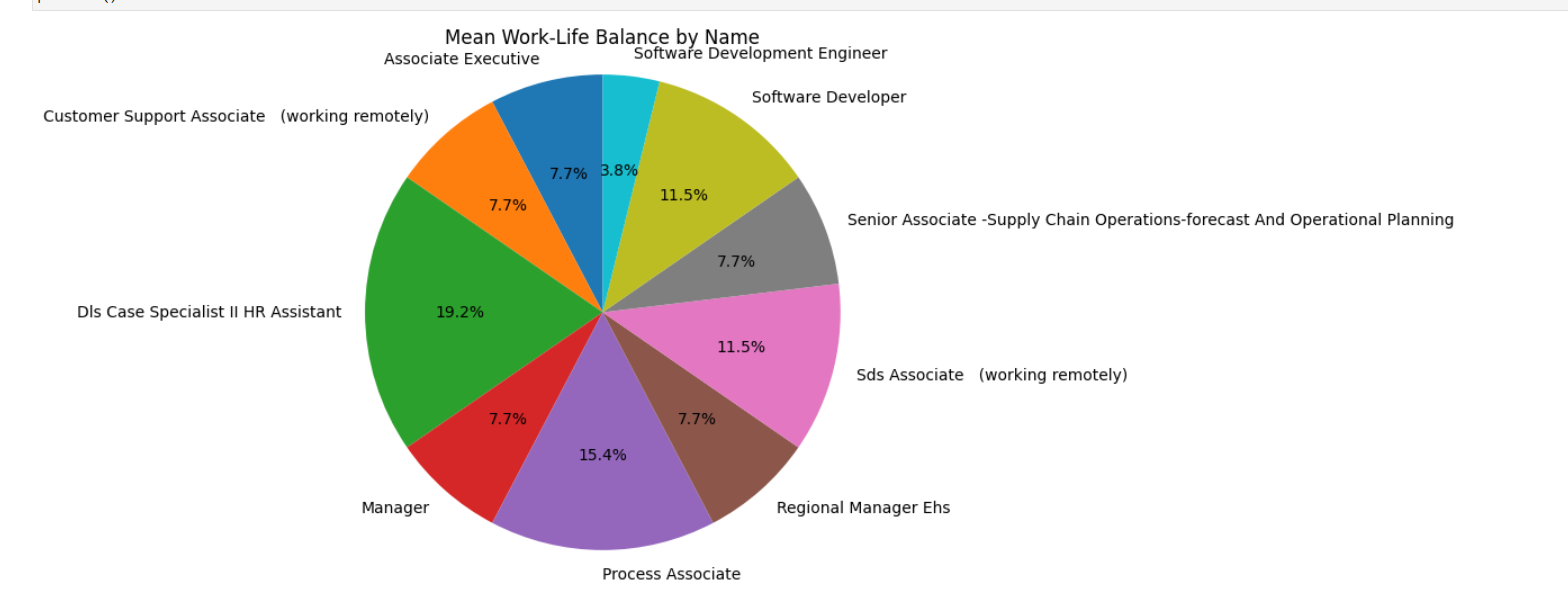 Mean Work-Life Balance by Name
Software Development Engineer
Associate Executive
Software Developer
Customer Support Associate   (working remotely)
3.8%
7.7%
11.5%
7.7%
Senior Associate -Supply Chain Operations-forecast And Operational Planning
7.7%
Dls Case Specialist II HR Assistant
19.2%
11.5%
Sds Associate   (working remotely)
7.7%
7.7%
15.4%
Manager
Regional Manager Ehs
Process Associate